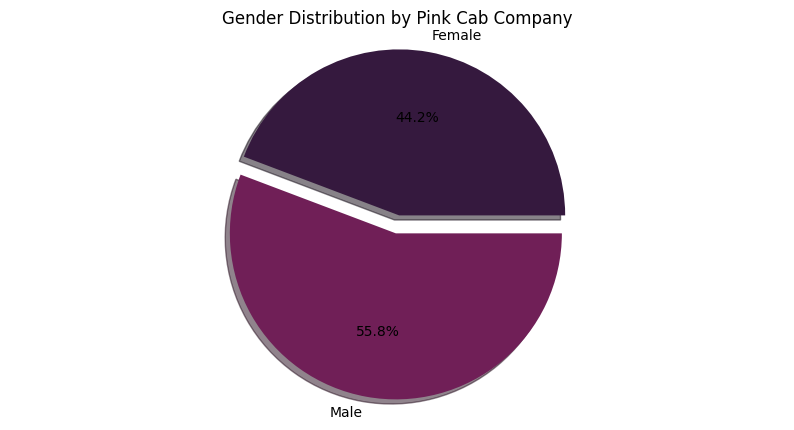 Gender Distribution by Pink Cab Company
Female
44.2%
55.8%
Male